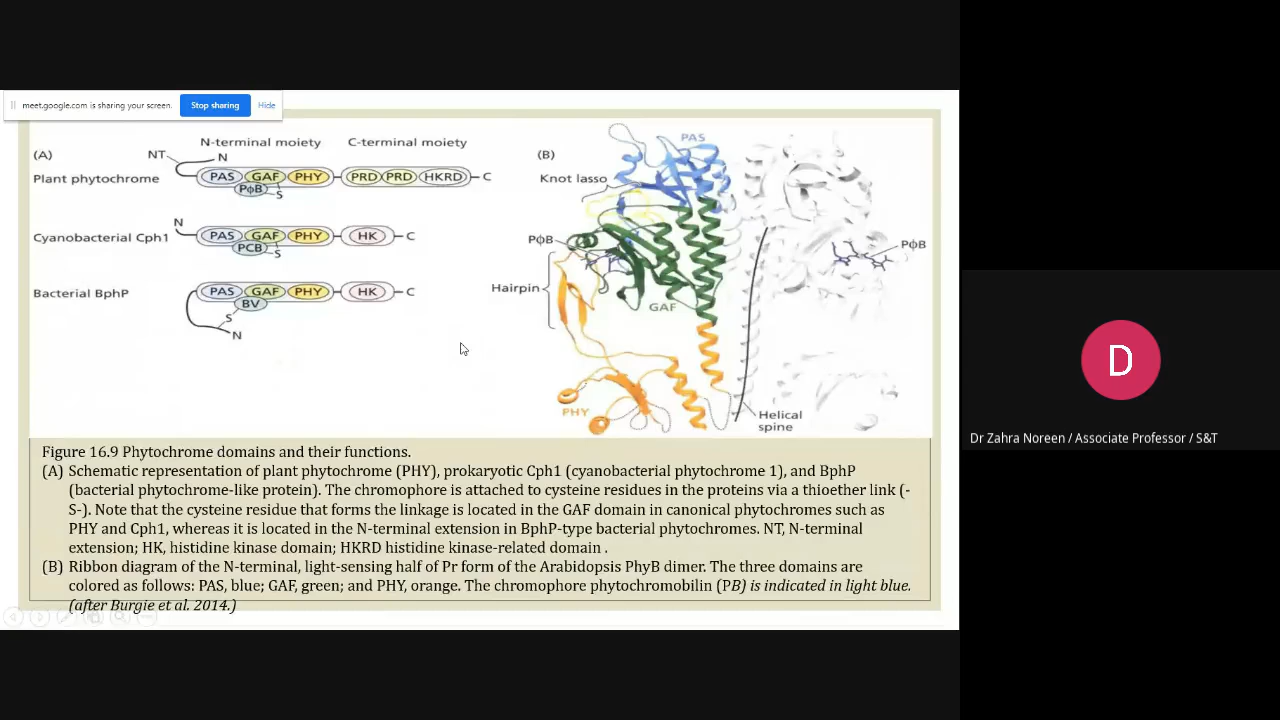 meet.google.com is sharing your screen.
Stop sharing
Hide
N-terminal moiety
C-terminal moiety
(A)
NT
N
Plant phytochrome
PAS
GAF
PHY
PRD
PRD
HKRD
C
PΦB
S
N
Cyanobacterial Cph1
PAS
GAF
PHY
HK
C
PCB
S
Bacterial BphP
PAS
GAF
PHY
HK
C
BV
S
N
(B)
PAS
Knot lasso
PΦB
PΦB
Hairpin
GAF
PHY
Helical
spine
Figure 16.9 Phytochrome domains and their functions.
(A) Schematic representation of plant phytochrome (PHY), prokaryotic Cph1 (cyanobacterial phytochrome 1), and BphP
(bacterial phytochrome-like protein). The chromophore is attached to cysteine residues in the proteins via a thioether link (-
S-). Note that the cysteine residue that forms the linkage is located in the GAF domain in canonical phytochromes such as
PHY and Cph1, whereas it is located in the N-terminal extension in BphP-type bacterial phytochromes. NT, N-terminal
extension; HK, histidine kinase domain; HKRD histidine kinase-related domain .
(B) Ribbon diagram of the N-terminal, light-sensing half of Pr form of the Arabidopsis PhyB dimer. The three domains are
colored as follows: PAS, blue; GAF, green; and PHY, orange. The chromophore phytochromobilin (PB) is indicated in light blue.
(after Burgie et al. 2014.)
D
Dr Zahra Noreen / Associate Professor / S&T